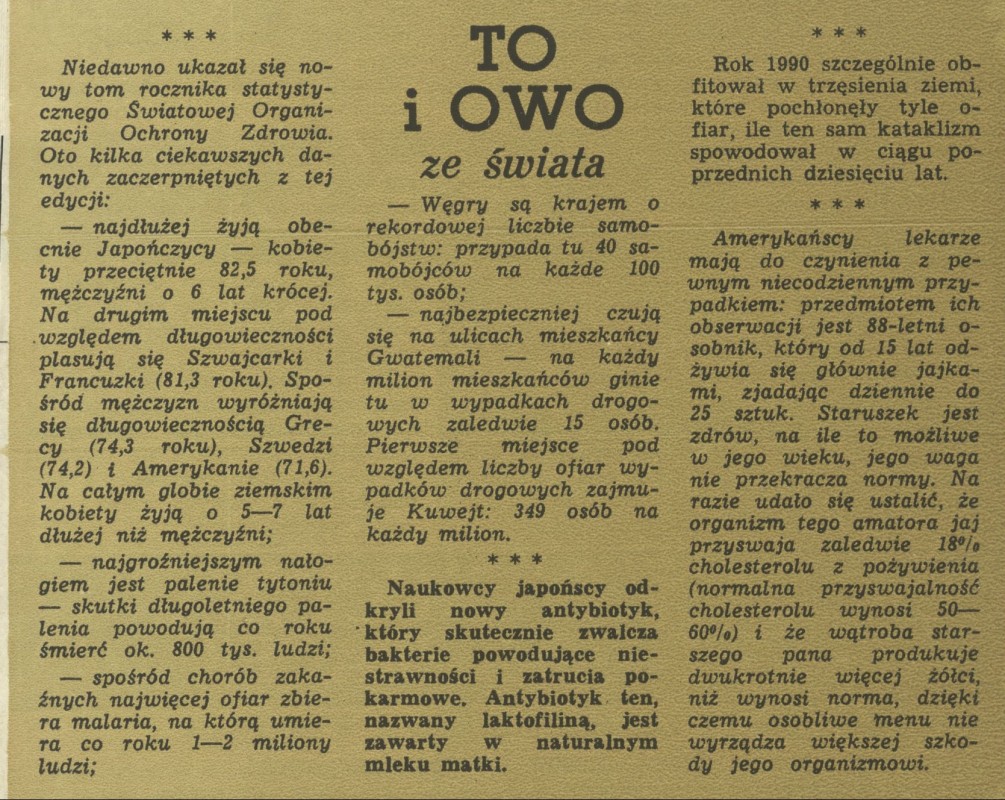 * * *
Niedawno ukazał się no-
wy tom rocznika statysty-
cznego Światowej Organi-
zacji Ochrony Zdrowia.
Oto kilka ciekawszych da-
nych zaczerpniętych z tej
edycji:
— najdłużej żyją obe-
cnie Japończycy — kobie-
ty przeciętnie 82,5 roku,
mężczyźni o 6 lat krócej.
Na drugim miejscu pod
względem długowieczności
plasują się Szwajcarki i
Francuzki (81,3 roku). Spo-
śród mężczyzn wyróżniają
się długowiecznością Gre-
cy (74,3 roku), Szwedzi
(74,2) i Amerykanie (71,6).
Na całym globie ziemskim
kobiety żyją o 5—7 lat
dłużej niż mężczyźni;
— najgroźniejszym nało-
giem jest palenie tytoniu
— skutki długoletniego pa-
lenia powodują co roku
śmierć ok. 800 tys. ludzi;
— spośród chorób zaka-
źnych najwięcej ofiar zbie-
ra malaria, na którą umie-
ra co roku 1—2 miliony
ludzi;
TO
i OWO
ze świata
— Węgry są krajem o
rekordowej liczbie samo-
bójstw: przypada tu 40 sa-
mobójców na każde 100
tys. osób;
— najbezpieczniej czują
się na ulicach mieszkańcy
Gwatemali — na każdy
milion mieszkańców ginie
tu w wypadkach drogo-
wych zaledwie 15 osób.
Pierwsze miejsce pod
względem liczby ofiar wy-
padków drogowych zajmu-
je Kuwejt: 349 osób na
każdy milion.
* * *
Naukowcy japońscy od-
kryli nowy antybiotyk,
który skutecznie zwalcza
bakterie powodujące nie-
strawności i zatrucia po-
karmowe. Antybiotyk ten,
nazwany laktofiliną, jest
zawarty w naturalnym
mleku matki.
* * *
Rok 1990 szczególnie ob-
fitował w trzęsienia ziemi,
które pochłonęły tyle o-
fiar, ile ten sam kataklizm
spowodował w ciągu po-
przednich dziesięciu lat.
* * *
Amerykańscy lekarze
mają do czynienia z pe-
wnym niecodziennym przy-
padkiem: przedmiotem ich
obserwacji jest 88-letni o-
sobnik, który od 15 lat od-
żywia się głównie jajka-
mi, zjadając dziennie do
25 sztuk. Staruszek jest
zdrów, na ile to możliwe
w jego wieku, jego waga
nie przekracza normy. Na
razie udało się ustalić, że
organizm tego amatora jaj
przyswaja zaledwie 18%
cholesterolu z pożywienia
(normalna przyswajalność
cholesterolu wynosi 50—
60%) i że wątroba star-
szego pana produkuje
dwukrotnie więcej żółci,
niż wynosi norma, dzięki
czemu osobliwe menu nie
wyrządza większej szko-
dy jego organizmowi.